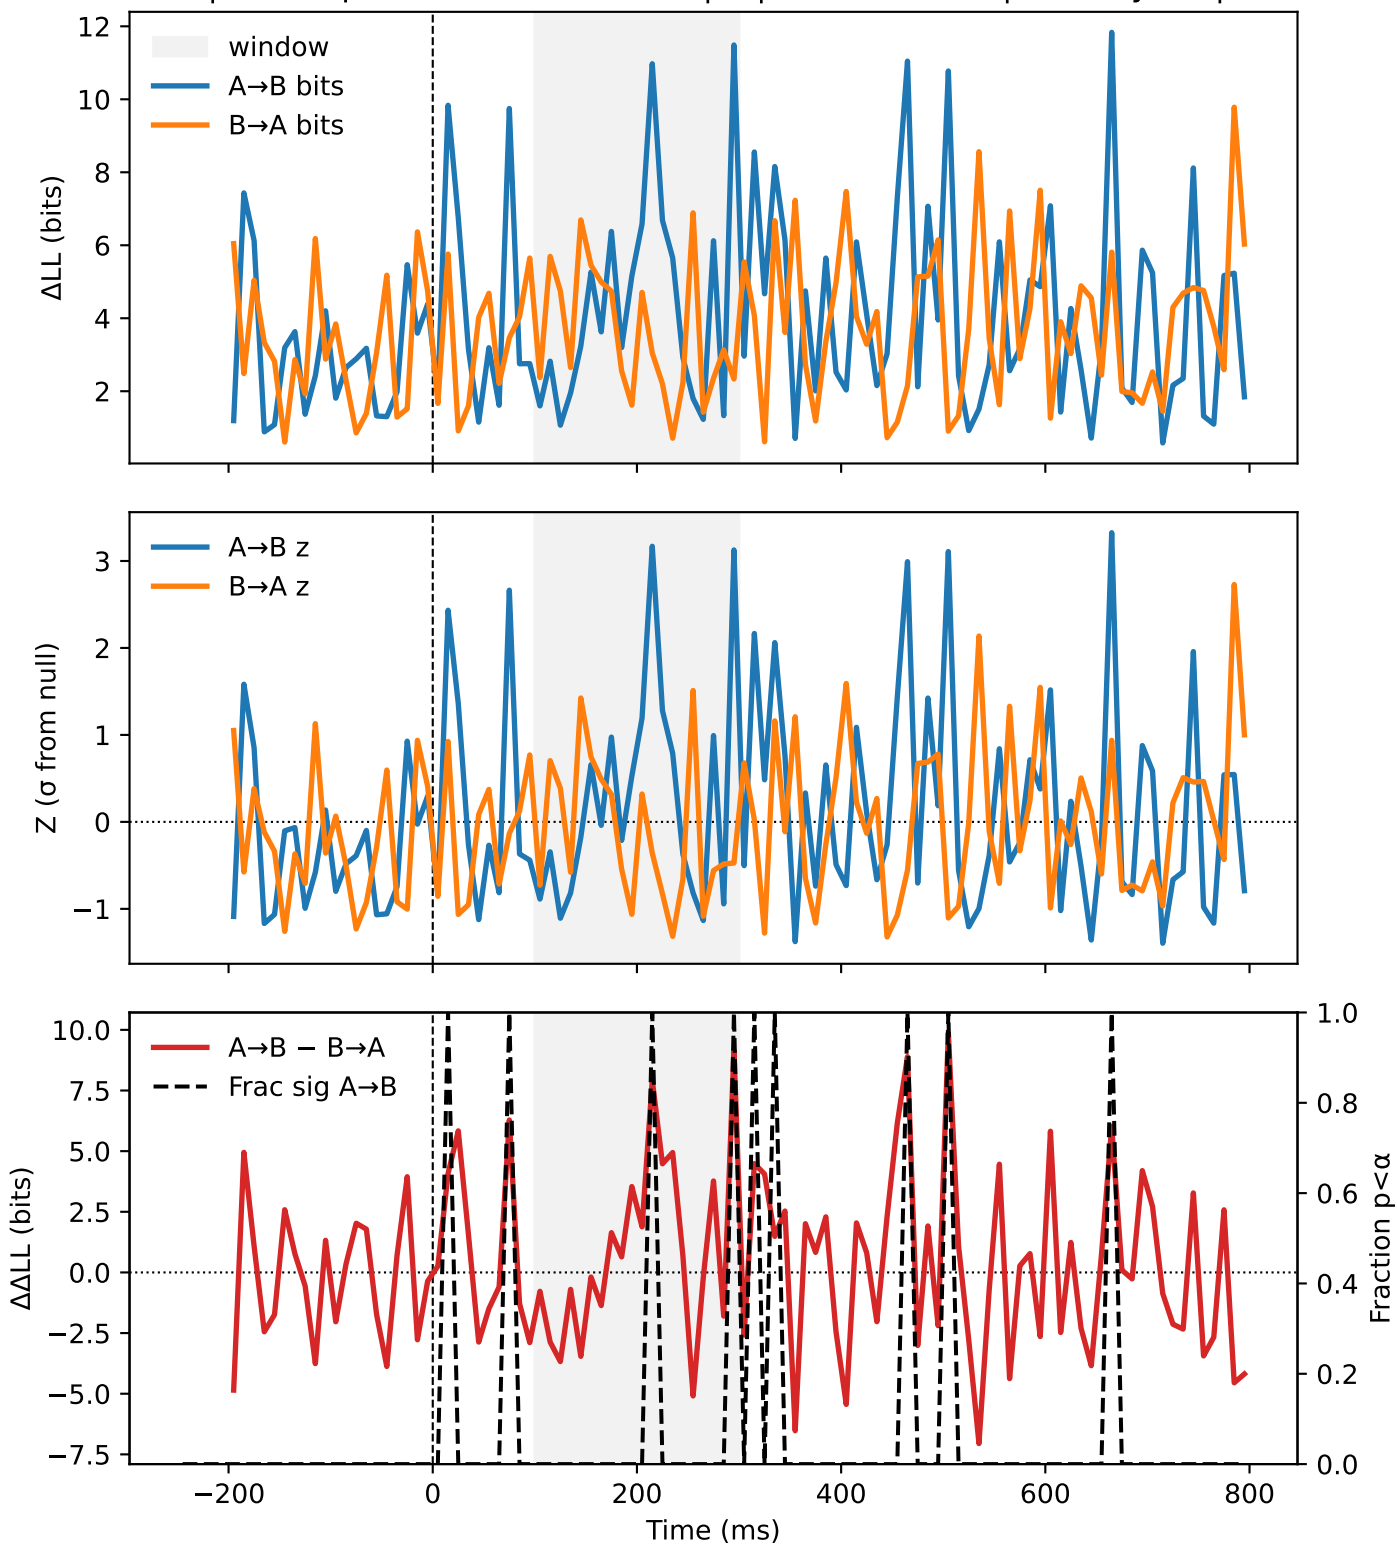 12
10
8
6
4
2
ΔLL (bits)
window
A→B bits
B→A bits
3
2
1
0
−1
Z (σ from null)
A→B z
B→A z
10.0
7.5
5.0
2.5
0.0
−2.5
−5.0
−7.5
ΔΔLL (bits)
A→B − B→A
Frac sig A→B
1.0
0.8
0.6
0.4
0.2
0.0
Fraction p<α
−200 0 200 400 600 800
Time (ms)